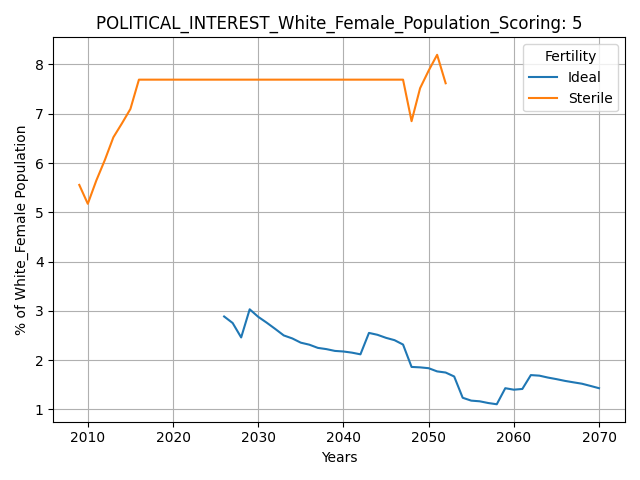 POLITICAL_INTEREST_White_Female_Population_Scoring: 5
Fertility
Ideal
Sterile
% of White_Female Population
8
7
6
5
4
3
2
1
2010 2020 2030 2040 2050 2060 2070
Years